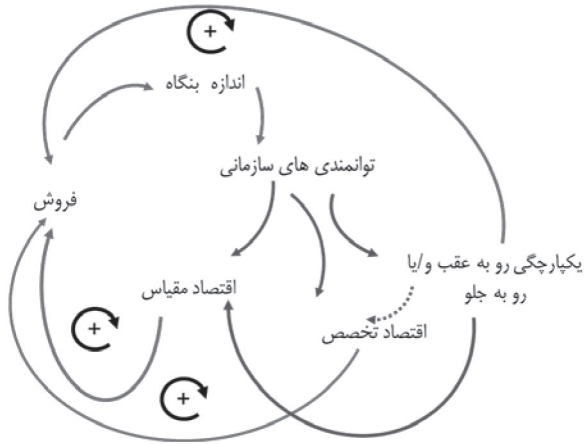 +
اندازه بنگاه
توانمندی های سازمانی
فروش
یکپارچگی رو به عقب و/یا
رو به جلو
اقتصاد مقیاس
+
اقتصاد تخصص
+